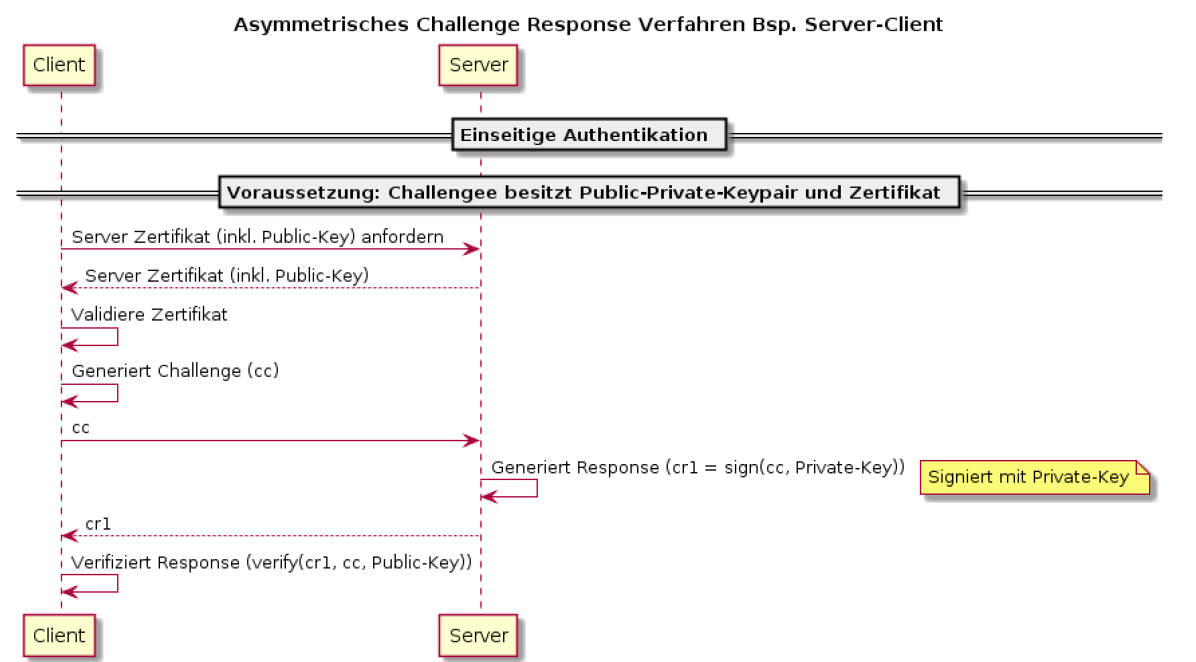 Asymmetrisches Challenge Response Verfahren Bsp. Server-Client
Client
Server
Einseitige Authentikation
Voraussetzung: Challengee besitzt Public-Private-Keypair und Zertifikat
Server Zertifikat (inkl. Public-Key) anfordern
Server Zertifikat (inkl. Public-Key)
Validiere Zertifikat
Generiert Challenge (cc)
cc
Generiert Response (cr1 = sign(cc, Private-Key))
Signiert mit Private-Key
cr1
Verifiziert Response (verify(cr1, cc, Public-Key))
Client
Server